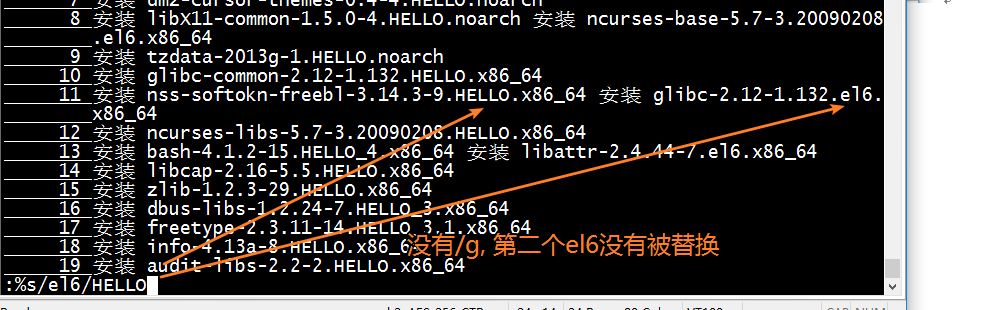 7 安装 dmz-cursor-themes-0.4-4.HELLO.noarch
8 安装 libX11-common-1.5.0-4.HELLO.noarch 安装 ncurses-base-5.7-3.20090208
.el6.x86_64
9 安装 tzdata-2013g-1.HELLO.noarch
10 安装 glibc-common-2.12-1.132.HELLO.x86_64
11 安装 nss-softokn-freebl-3.14.3-9.HELLO.x86_64 安装 glibc-2.12-1.132.el6.
x86_64
12 安装 ncurses-libs-5.7-3.20090208.HELLO.x86_64
13 安装 bash-4.1.2-15.HELLO_4.x86_64 安装 libattr-2.4.44-7.el6.x86_64
14 安装 libcap-2.16-5.5.HELLO.x86_64
15 安装 zlib-1.2.3-29.HELLO.x86_64
16 安装 dbus-libs-1.2.24-7.HELLO_3.x86_64
17 安装 freetype-2.3.11-14.HELLO_3.1.x86_64
18 安装 info-4.13a-8.HELLO.x86_64
没有/g, 第二个el6没有被替换
19 安装 audit-libs-2.2-2.HELLO.x86_64
:%s/el6/HELLO